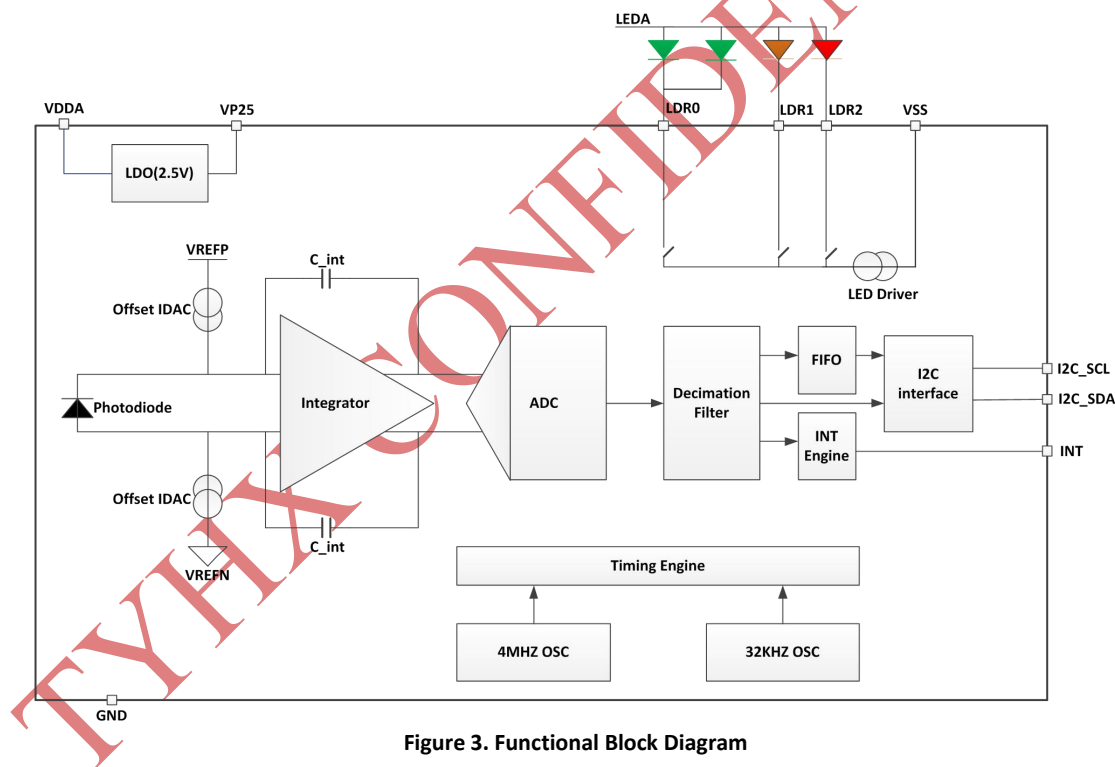 LEDA
VDDA
VP25
LDR0
LDR1
LDR2
VSS
LDO(2.5V)
VREFP
C_int
Offset IDAC
LED Driver
Photodiode
Integrator
ADC
Decimation
Filter
FIFO
I2C
interface
I2C_SCL
I2C_SDA
INT
Engine
INT
Offset IDAC
C_int
VREFN
Timing Engine
4MHZ OSC
32KHZ OSC
GND
TYHX CONFIDE
Figure 3. Functional Block Diagram